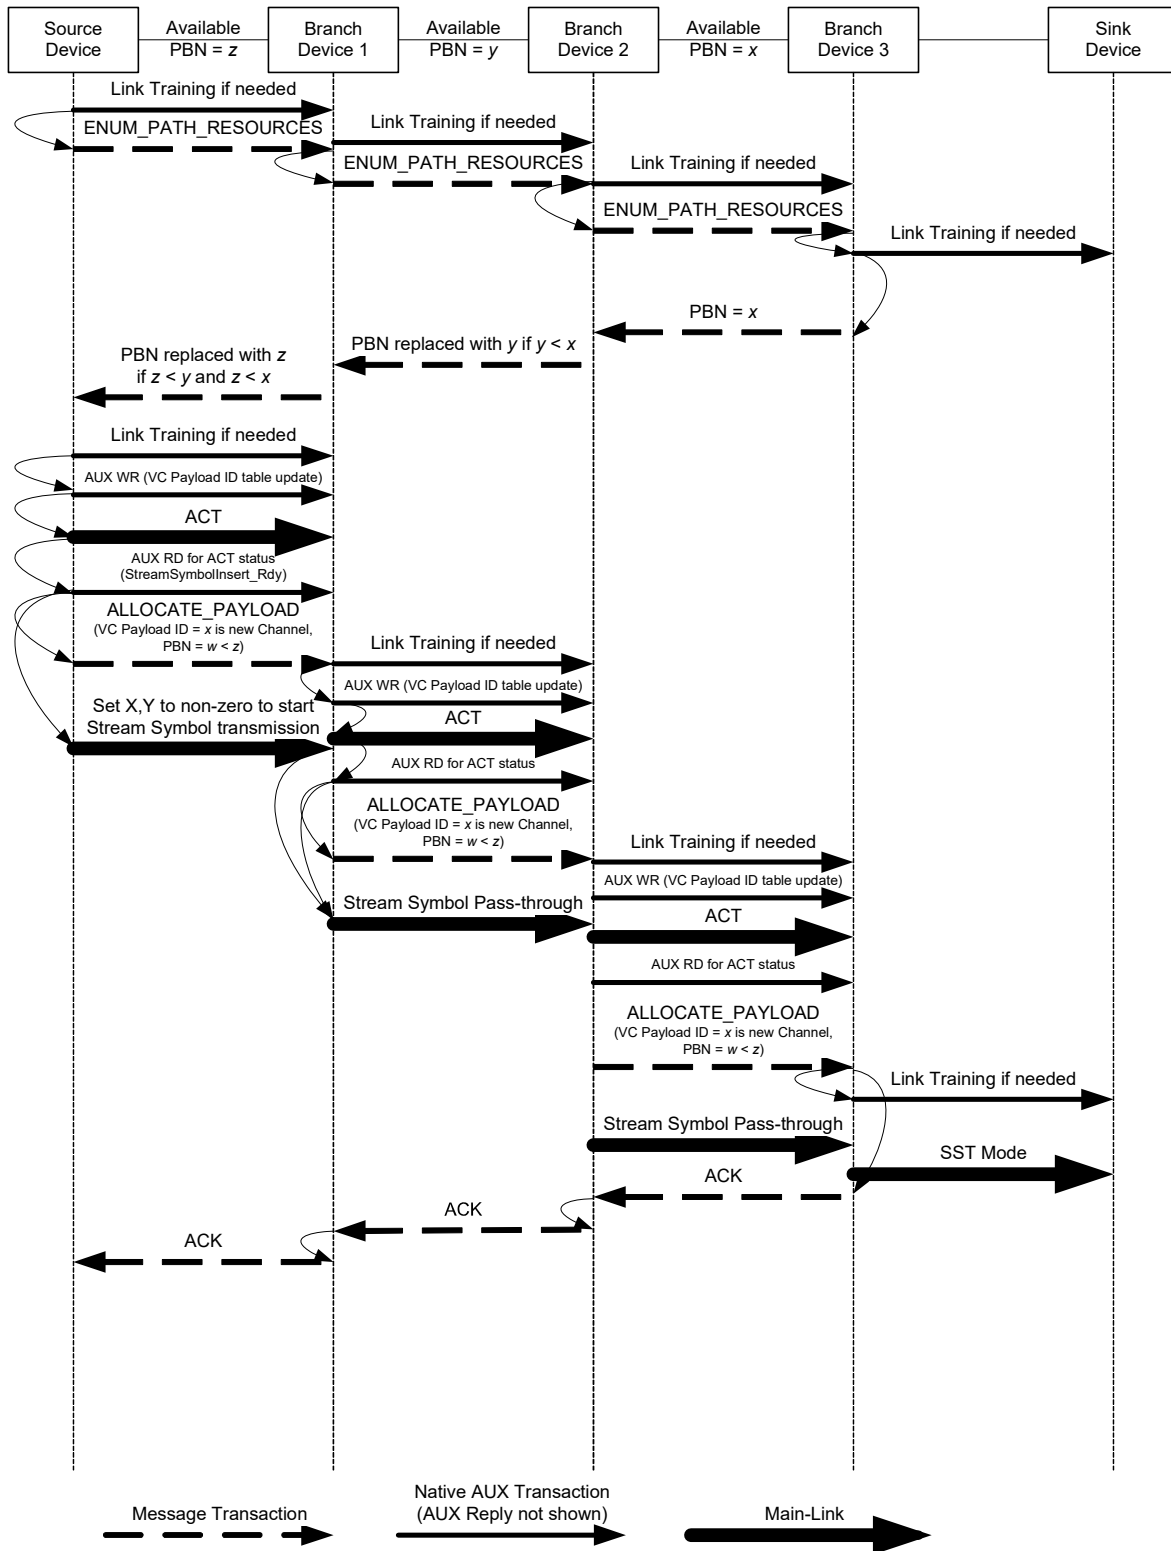 Source
Device
Available
PBN = z
Branch
Device 1
Available
PBN = y
Branch
Device 2
Available
PBN = x
Branch
Device 3
Sink
Device
Link Training if needed
ENUM_PATH_RESOURCES
Link Training if needed
ENUM_PATH_RESOURCES
Link Training if needed
ENUM_PATH_RESOURCES
Link Training if needed
PBN = x
PBN replaced with y if y < x
PBN replaced with z
if z < y and z < x
Link Training if needed
AUX WR (VC Payload ID table update)
ACT
AUX RD for ACT status
(StreamSymbolInsert_Rdy)
ALLOCATE_PAYLOAD
(VC Payload ID = x is new Channel,
PBN = w < z)
Link Training if needed
AUX WR (VC Payload ID table update)
Set X,Y to non-zero to start
Stream Symbol transmission
ACT
AUX RD for ACT status
ALLOCATE_PAYLOAD
(VC Payload ID = x is new Channel,
PBN = w < z)
Link Training if needed
AUX WR (VC Payload ID table update)
Stream Symbol Pass-through
ACT
AUX RD for ACT status
ALLOCATE_PAYLOAD
(VC Payload ID = x is new Channel,
PBN = w < z)
Link Training if needed
Stream Symbol Pass-through
SST Mode
ACK
ACK
ACK
Message Transaction
Native AUX Transaction
(AUX Reply not shown)
Main-Link